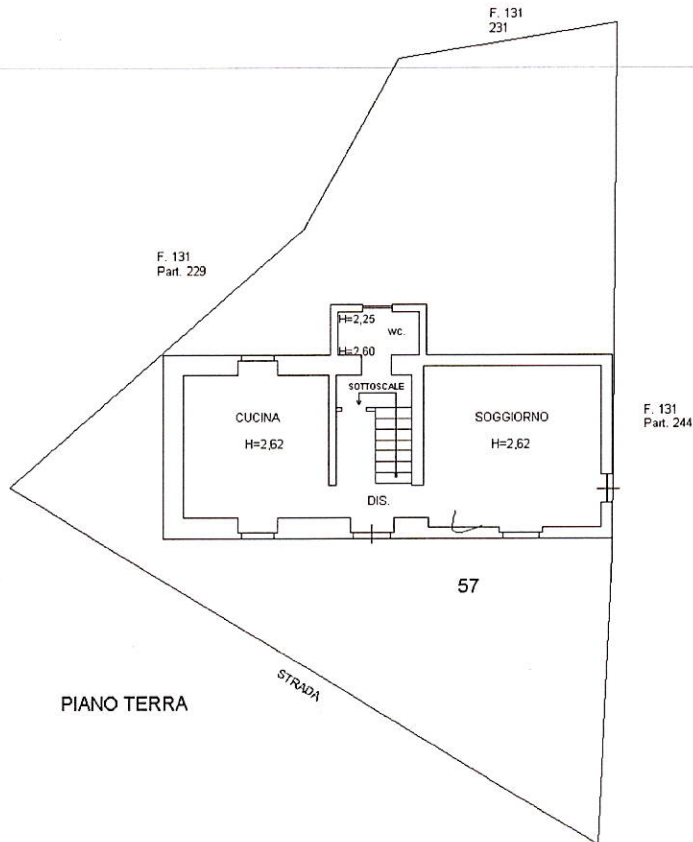 F. 131
231
F. 131
Part. 229
H=2,25
WC.
H=2,60
SOTTOSCALE
CUCINA
H=2,62
SOGGIORNO
H=2,62
F. 131
Part. 244
DIS.
57
STRADA
PIANO TERRA